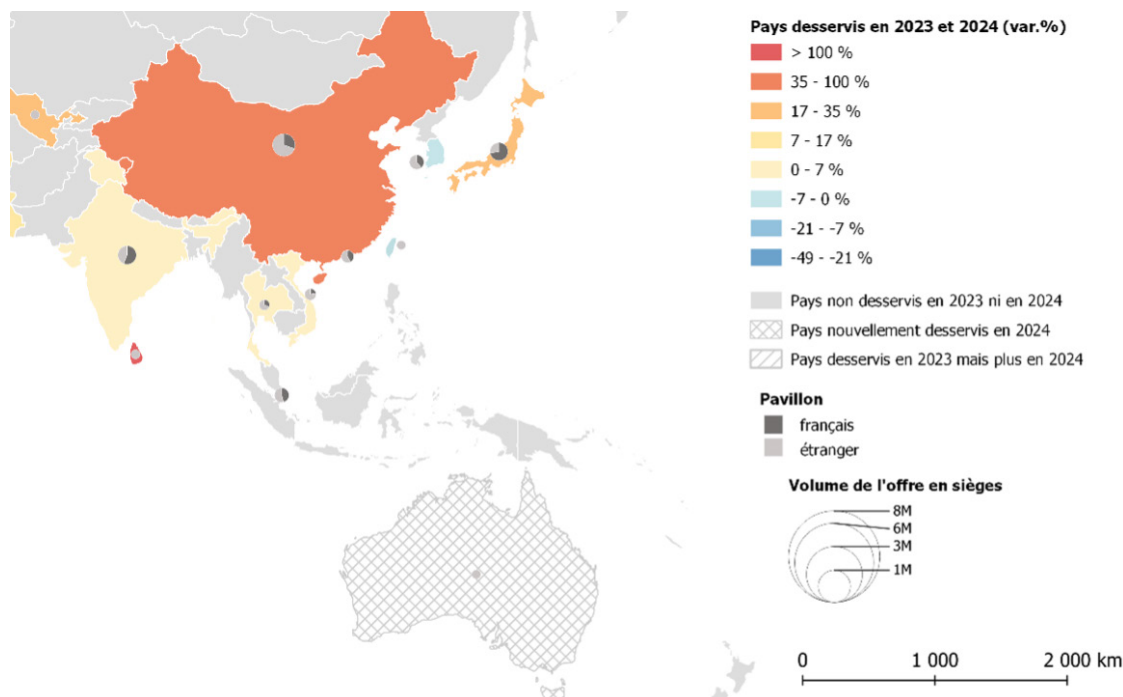 Pays desservis en 2023 et 2024 (var.%)
> 100 %
35 - 100 %
17 - 35 %
7 - 17 %
0 - 7 %
-7 - 0 %
-21 - -7 %
-49 - -21 %
Pays non desservis en 2023 ni en 2024
Pays nouvellement desservis en 2024
Pays desservis en 2023 mais plus en 2024
Pavillon
français
étranger
Volume de l'offre en sièges
8M
6M
3M
1M
0 1 000 2 000 km